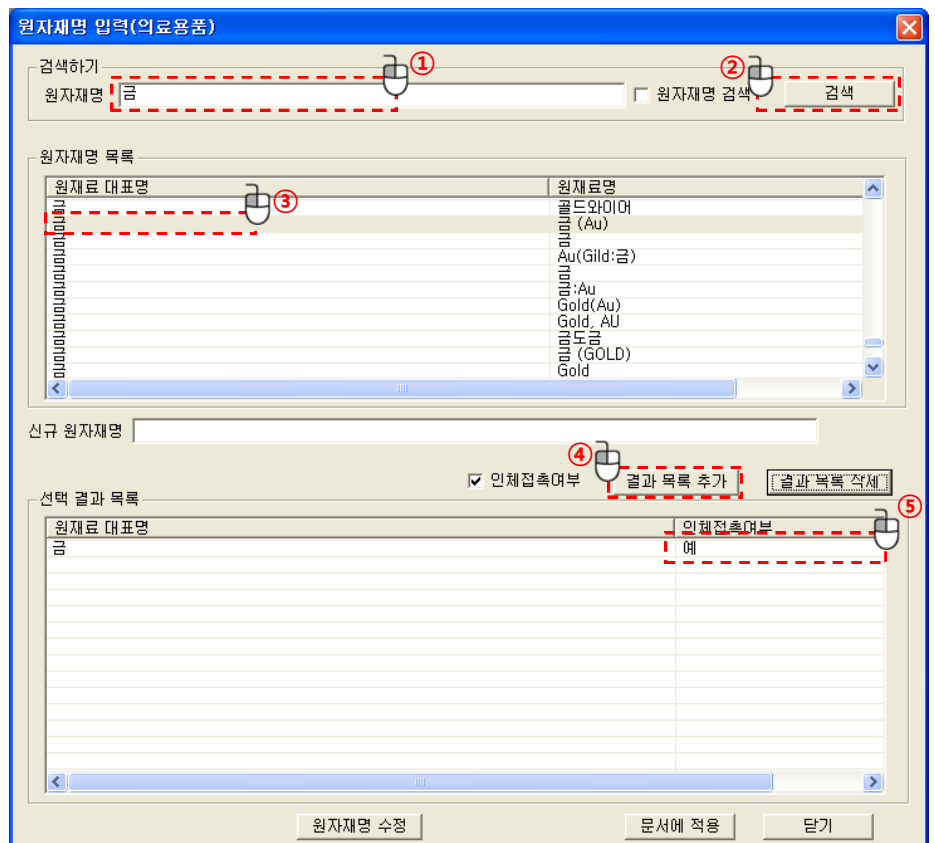 원자재명 입력(의료용품)
검색하기
①
②
원자재명 금
원자재명 검색
검색
원자재명 목록
원재료 대표명 원재료명
③
금 골드와이어
금 금 (Au)
금 금
금 Au(Gild:금)
금 금
금 금:Au
금 Gold(Au)
금 Gold, AU
금 금도금
금 금 (GOLD)
금 Gold
신규 원자재명
④
인체접촉여부 결과 목록 추가 결과 목록 삭제
선택 결과 목록
⑤
원재료 대표명 인체접촉여부
금 예
원자재명 수정 문서에 적용 닫기